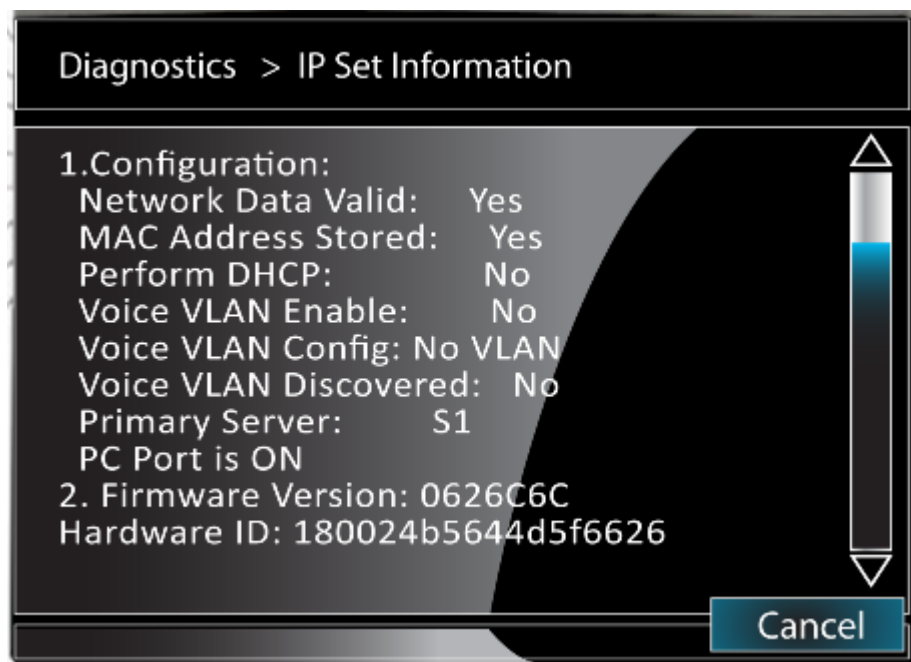 Diagnostics > IP Set Information
1.Configuration:
Network Data Valid: Yes
MAC Address Stored: Yes
Perform DHCP: No
Voice VLAN Enable: No
Voice VLAN Config: No VLAN
Voice VLAN Discovered: No
Primary Server: S1
PC Port is ON
2. Firmware Version: 0626C6C
Hardware ID: 180024b5644d5f6626
Cancel